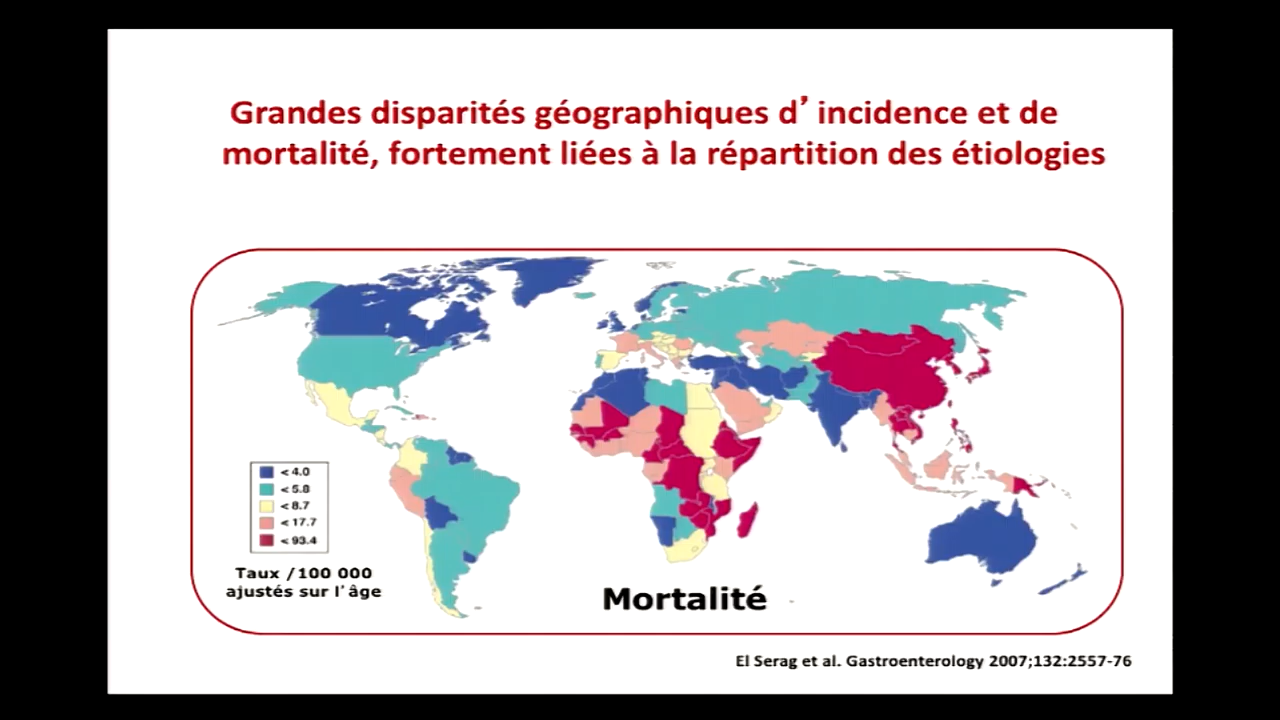 Grandes disparités géographiques d’ incidence et de
mortalité, fortement liées à la répartition des étiologies
< 4.0
< 5.8
< 8.7
< 17.7
< 93.4
Taux /100 000
ajustés sur l’âge
Mortalité
El Serag et al. Gastroenterology 2007;132:2557-76